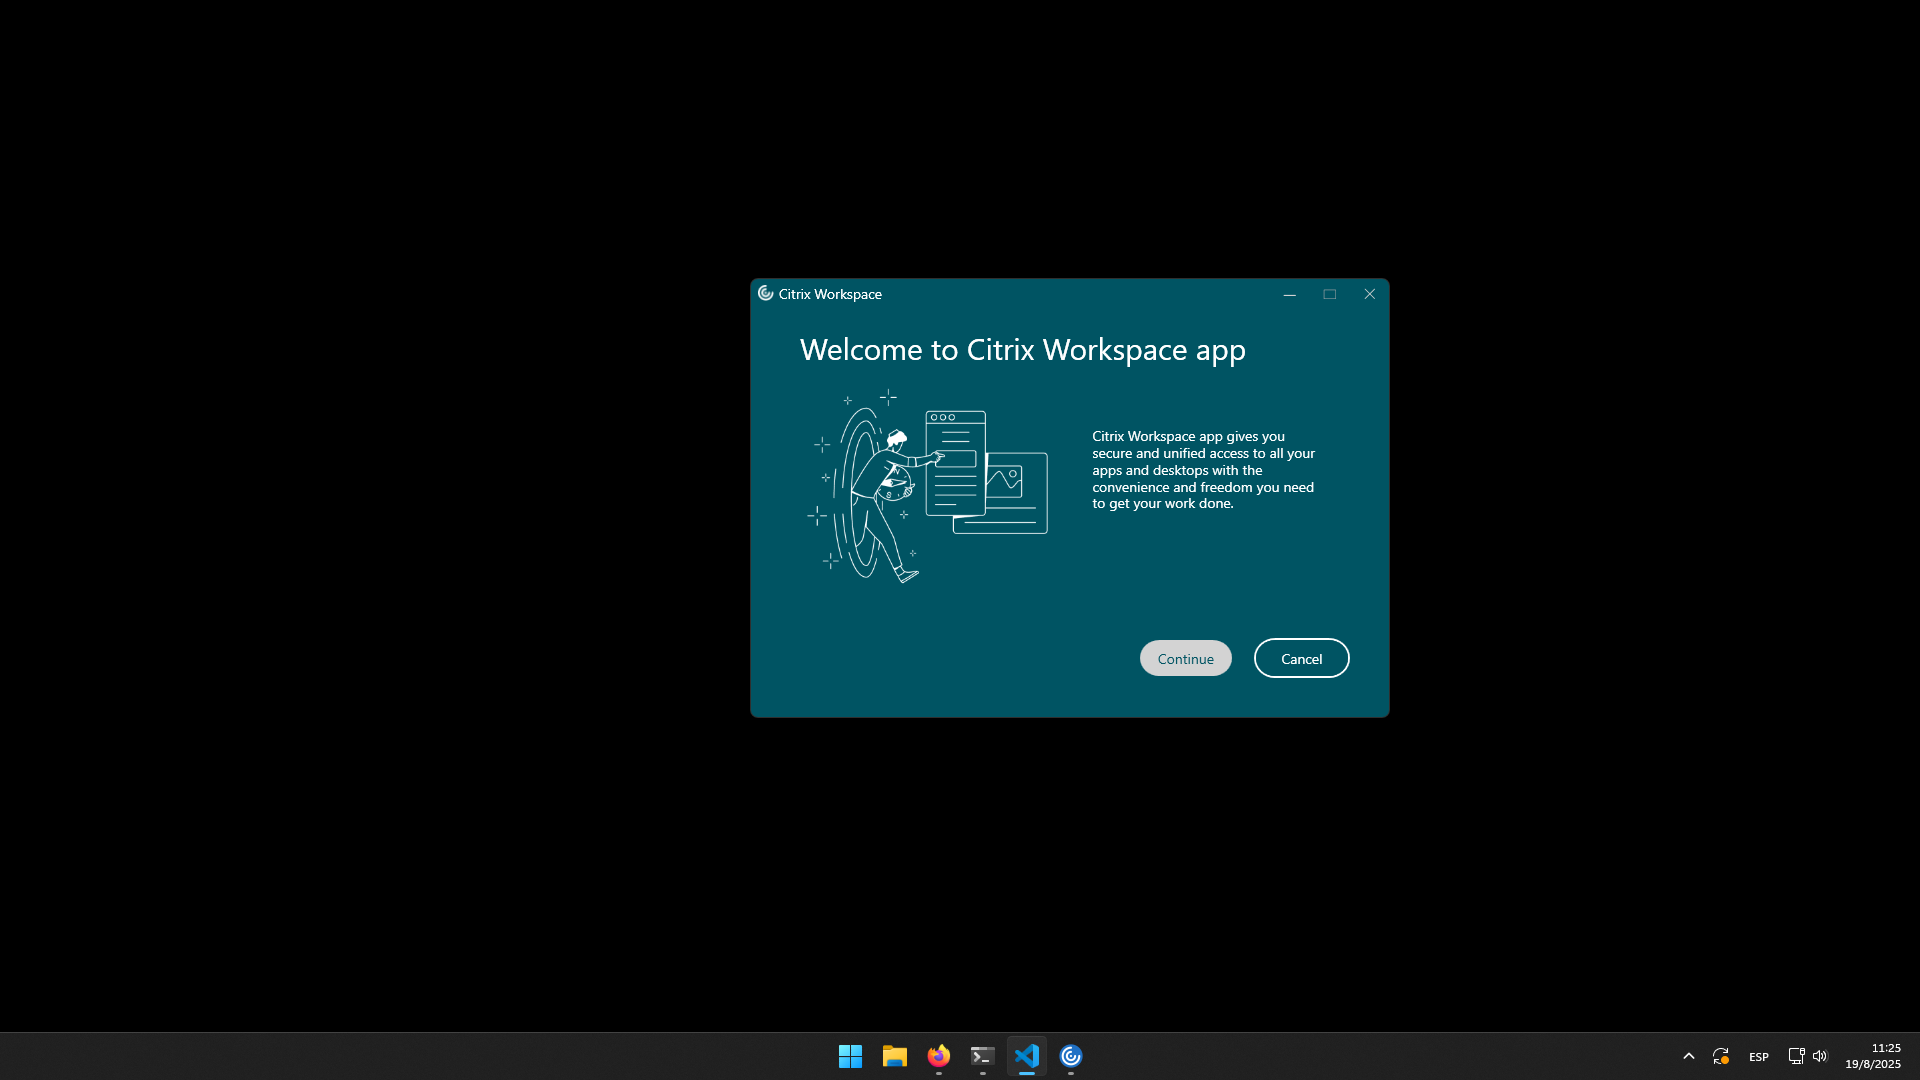 Citrix Workspace
Welcome to Citrix Workspace app
Citrix Workspace app gives you
secure and unified access to all your
apps and desktops with the
convenience and freedom you need
to get your work done.
Continue
Cancel
ESP
11:25
19/8/2025